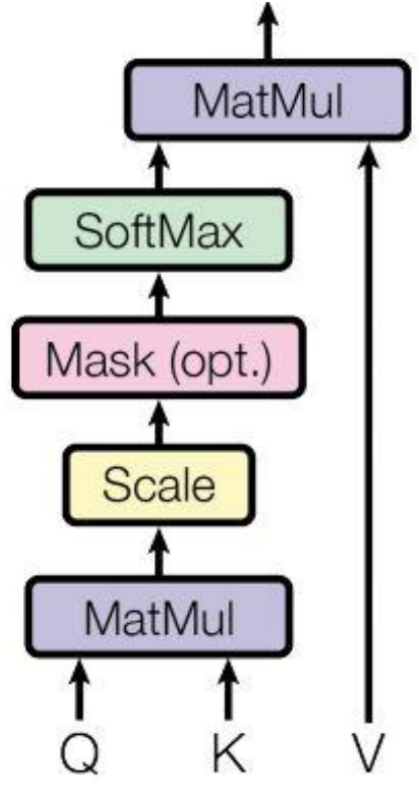 MatMul
SoftMax
Mask (opt.)
Scale
MatMul
Q K V